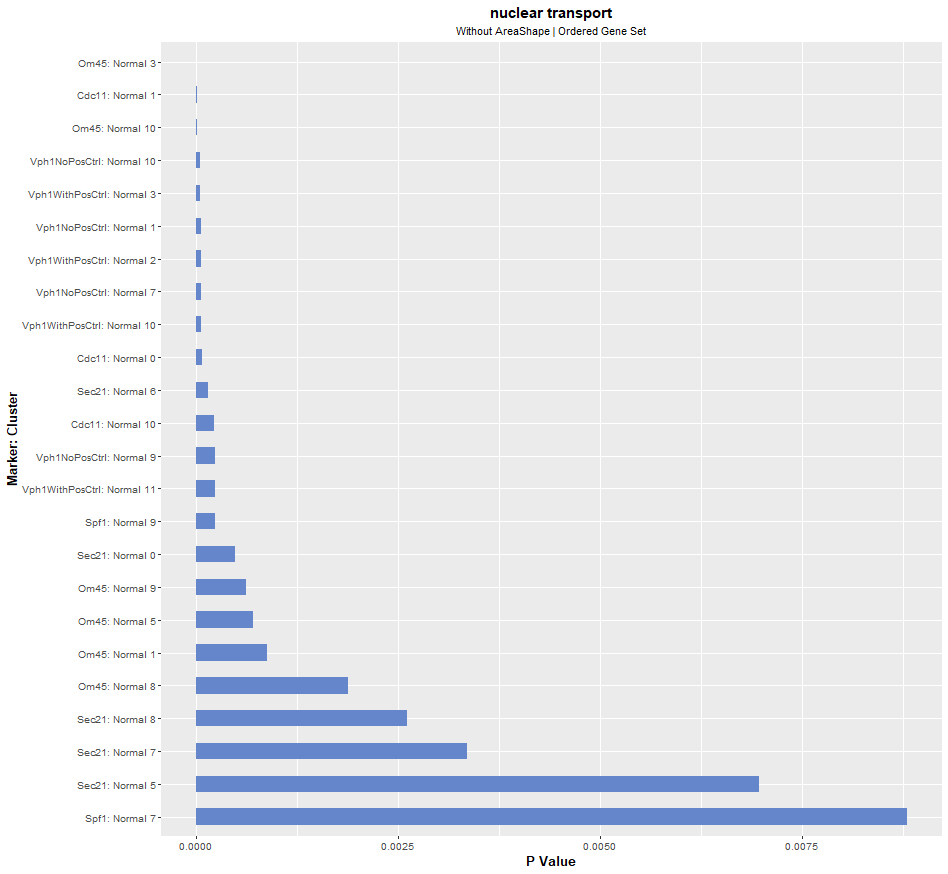 nuclear transport
Without AreaShape | Ordered Gene Set
Marker: Cluster
Om45: Normal 3
Cdc11: Normal 1
Om45: Normal 10
Vph1NoPosCtrl: Normal 10
Vph1WithPosCtrl: Normal 3
Vph1NoPosCtrl: Normal 1
Vph1WithPosCtrl: Normal 2
Vph1NoPosCtrl: Normal 7
Vph1WithPosCtrl: Normal 10
Cdc11: Normal 0
Sec21: Normal 6
Cdc11: Normal 10
Vph1NoPosCtrl: Normal 9
Vph1WithPosCtrl: Normal 11
Spf1: Normal 9
Sec21: Normal 0
Om45: Normal 9
Om45: Normal 5
Om45: Normal 1
Om45: Normal 8
Sec21: Normal 8
Sec21: Normal 7
Sec21: Normal 5
Spf1: Normal 7
0.0000 0.0025 0.0050 0.0075
P Value